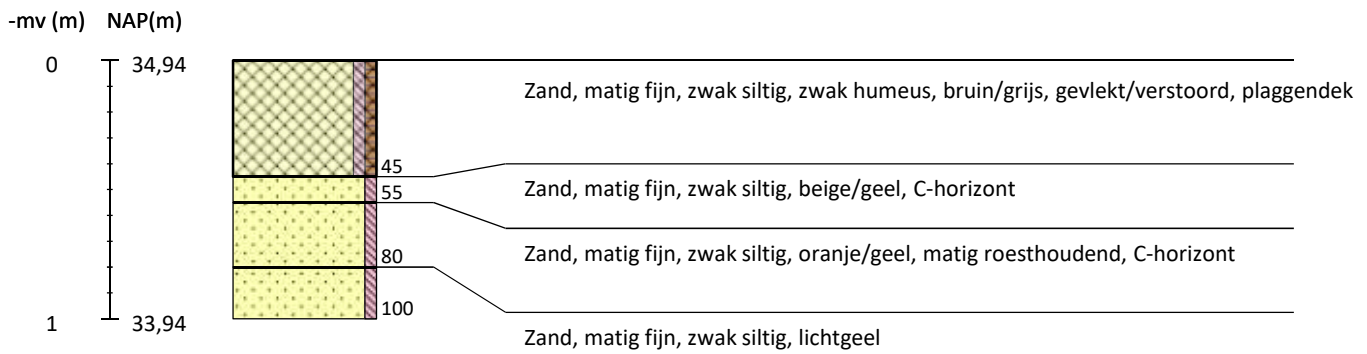 -mv (m) NAP(m)
0 34,94
Zand, matig fijn, zwak siltig, zwak humeus, bruin/grijs, gevlekt/verstoord, plaggendek
45
55
Zand, matig fijn, zwak siltig, beige/geel, C-horizont
80
Zand, matig fijn, zwak siltig, oranje/geel, matig roesthoudend, C-horizont
100
1 33,94
Zand, matig fijn, zwak siltig, lichtgeel